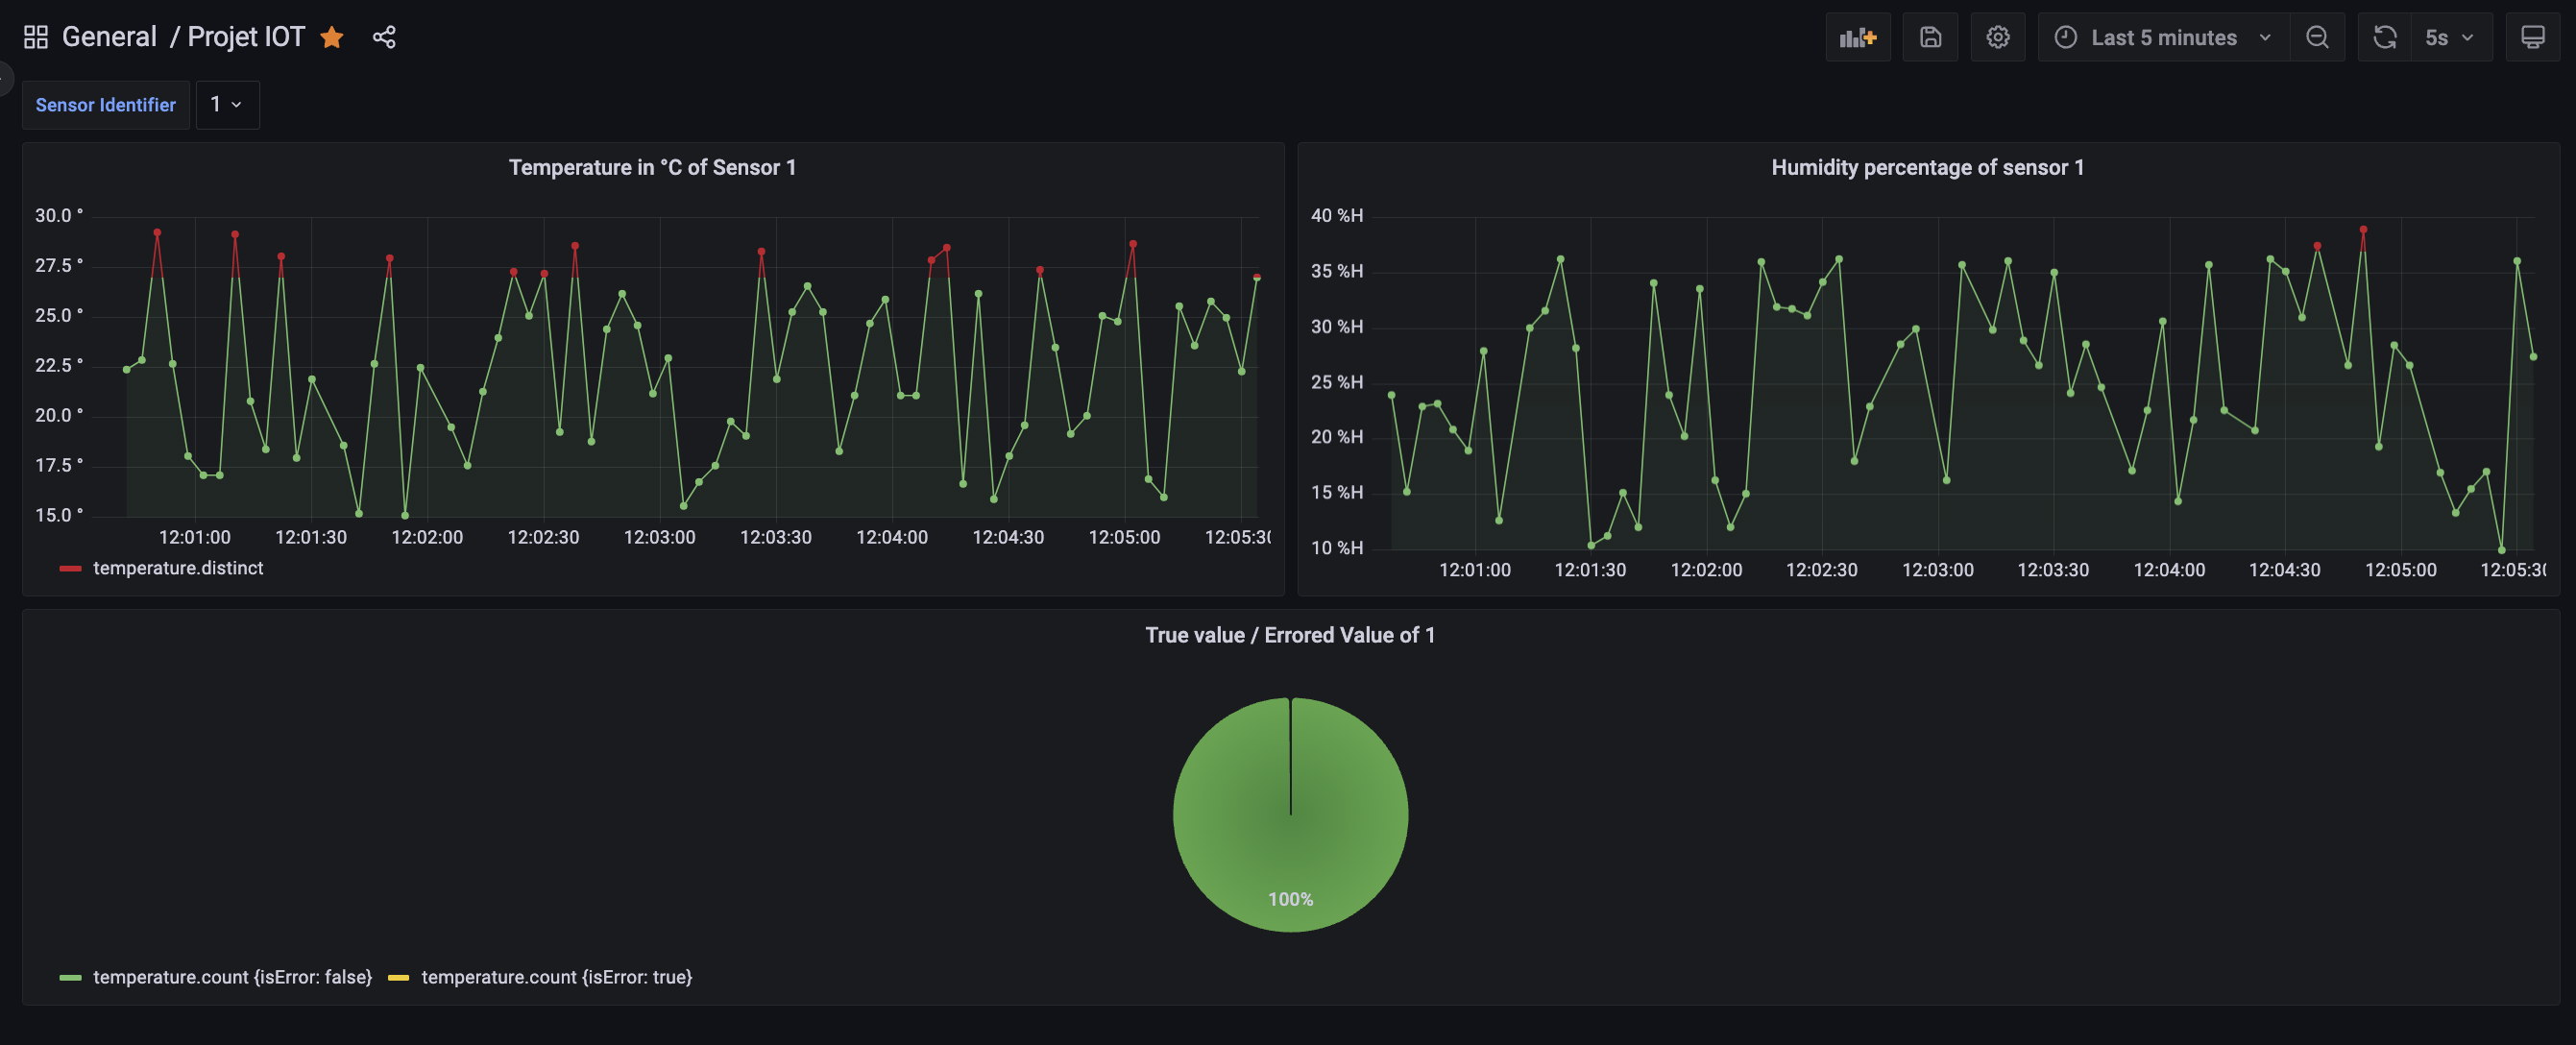 General / Projet IOT
Last 5 minutes
5s
Sensor Identifier
1
Temperature in °C of Sensor 1
30.0 °
27.5 °
25.0 °
22.5 °
20.0 °
17.5 °
15.0 °
12:01:00 12:01:30 12:02:00 12:02:30 12:03:00 12:03:30 12:04:00 12:04:30 12:05:00 12:05:30
temperature.distinct
Humidity percentage of sensor 1
40 %H
35 %H
30 %H
25 %H
20 %H
15 %H
10 %H
12:01:00 12:01:30 12:02:00 12:02:30 12:03:00 12:03:30 12:04:00 12:04:30 12:05:00 12:05:30
True value / Errored Value of 1
100%
temperature.count {isError: false} temperature.count {isError: true}